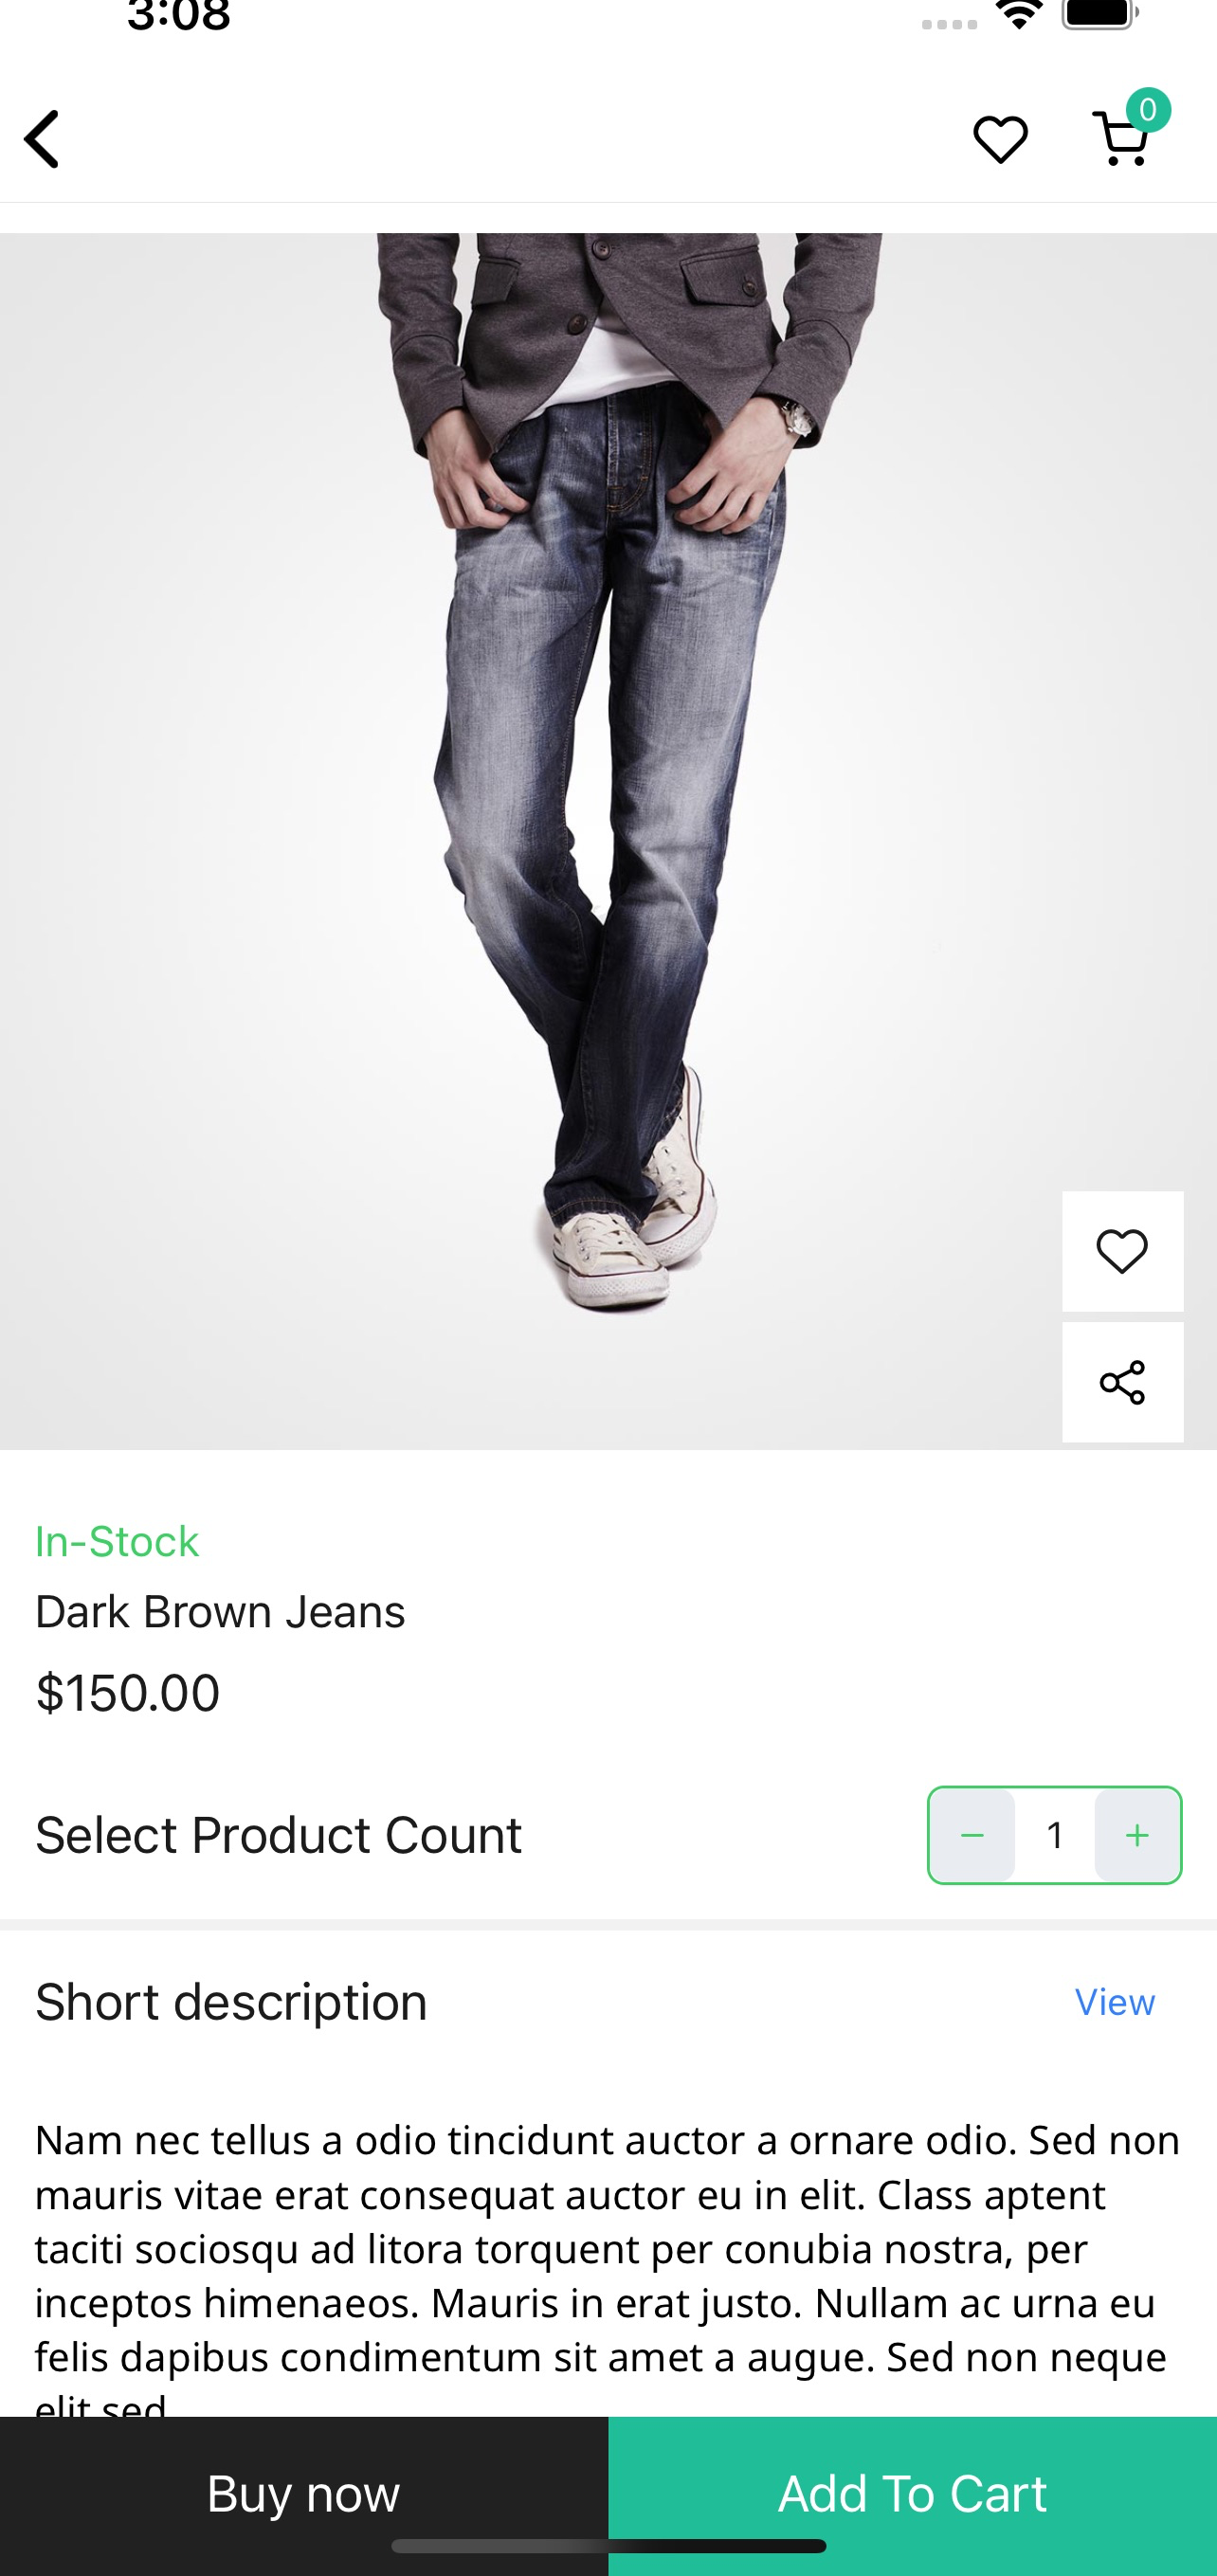 3:08
0
In-Stock
Dark Brown Jeans
$150.00
Select Product Count
− 1 +
Short description
View
Nam nec tellus a odio tincidunt auctor a ornare odio. Sed non
mauris vitae erat consequat auctor eu in elit. Class aptent
taciti sociosqu ad litora torquent per conubia nostra, per
inceptos himenaeos. Mauris in erat justo. Nullam ac urna eu
felis dapibus condimentum sit amet a augue. Sed non neque
elit sed
Buy now
Add To Cart